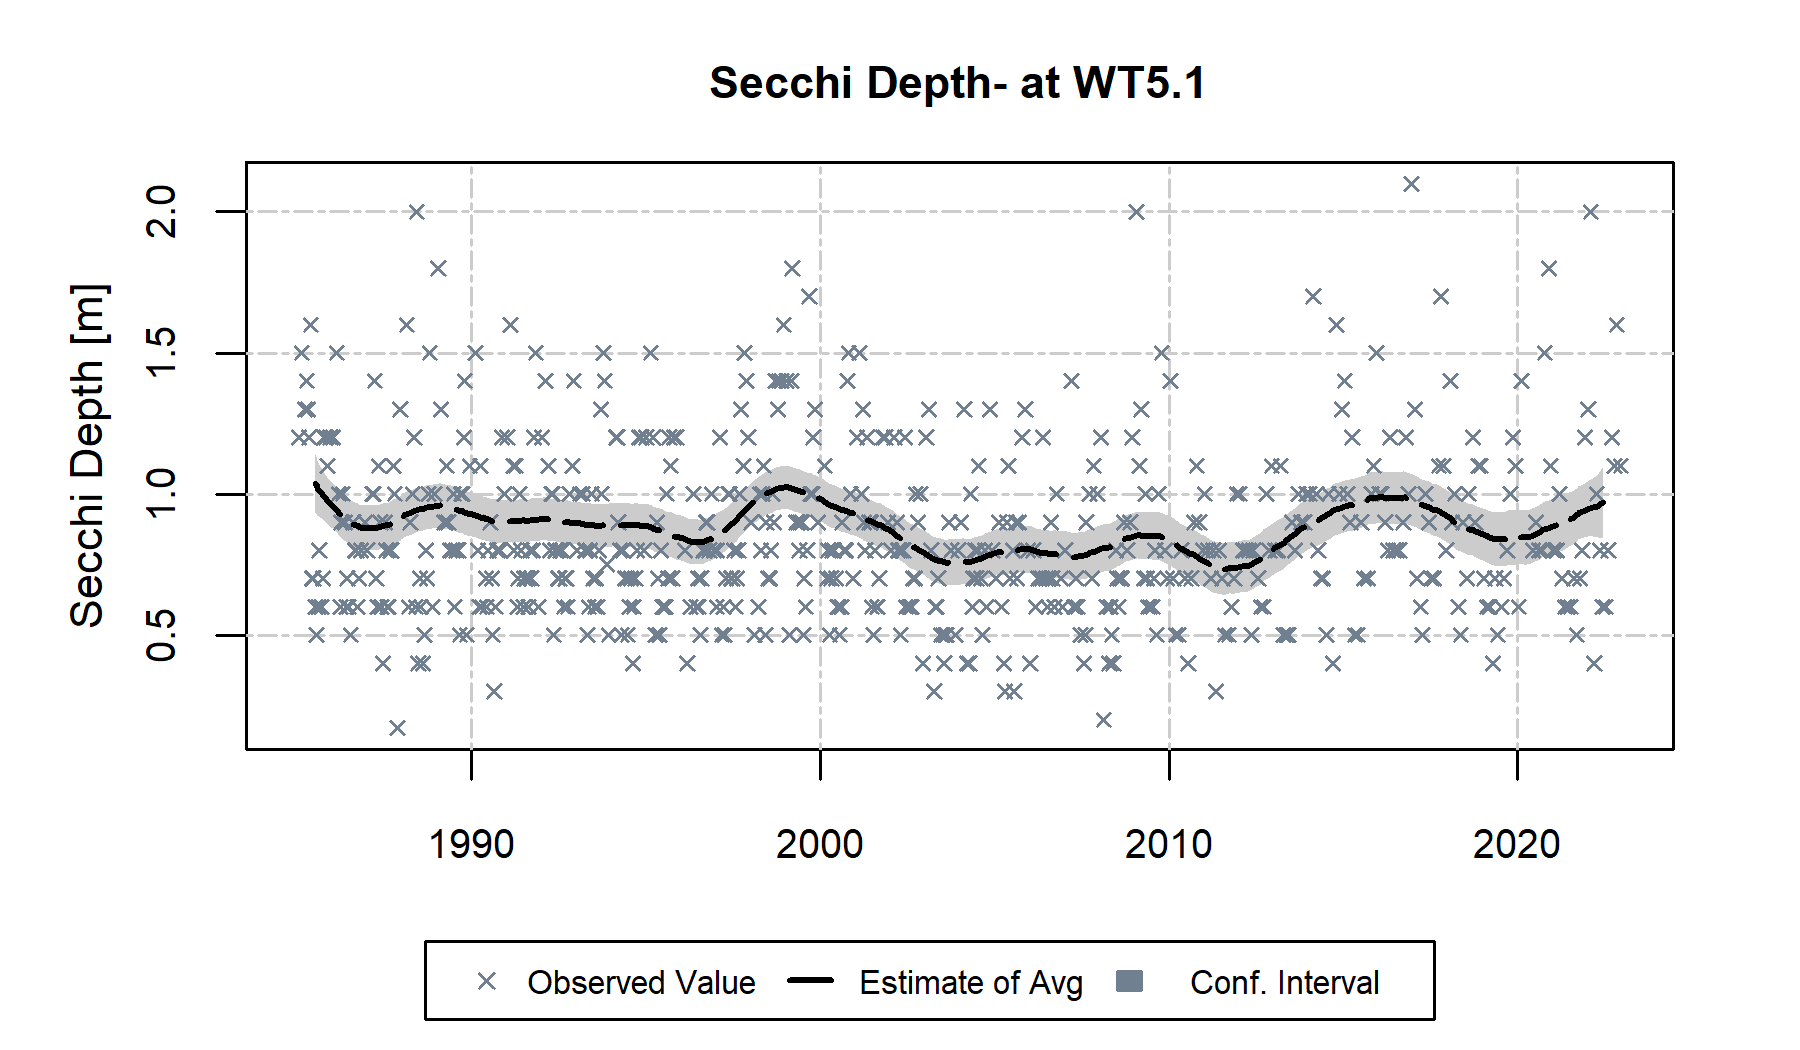 Secchi Depth- at WT5.1
Secchi Depth [m]
2.0
1.5
1.0
0.5
1990 2000 2010 2020
Observed Value Estimate of Avg Conf. Interval